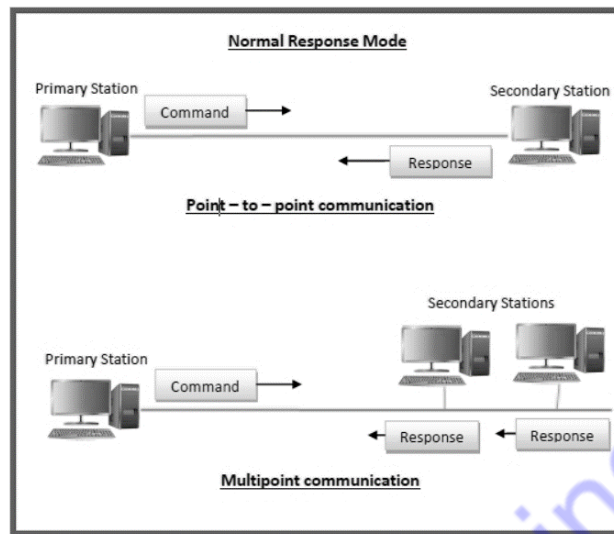 Normal Response Mode
Primary Station
Secondary Station
Command
Response
Point – to – point communication
Secondary Stations
Primary Station
Command
Response Response
Multipoint communication